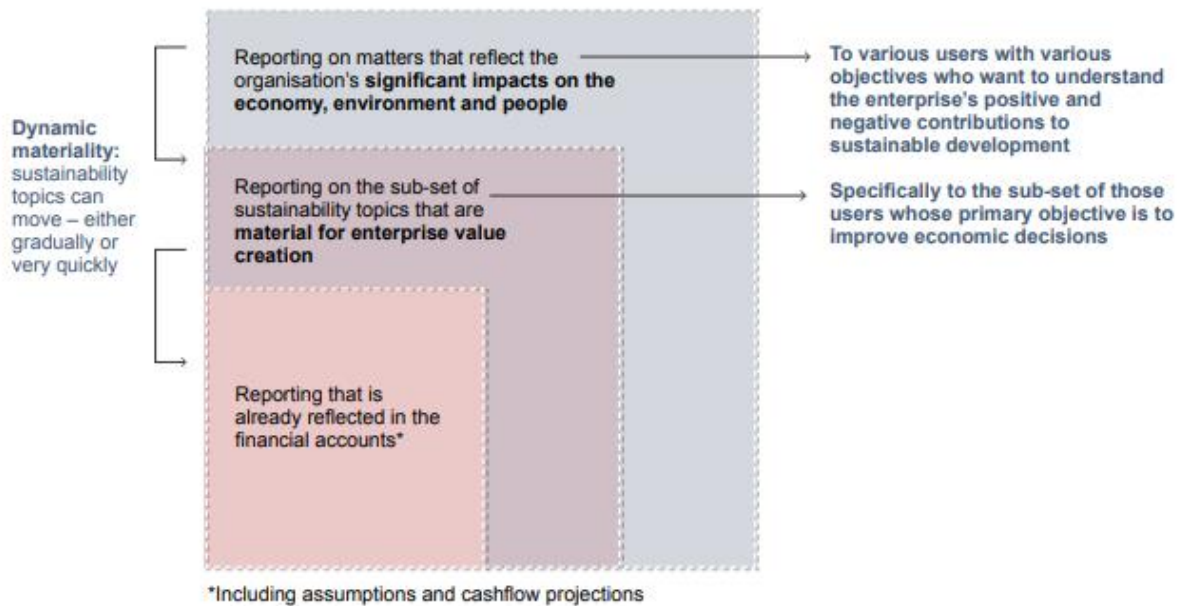 Reporting on matters that reflect the
organisation's significant impacts on the
economy, environment and people
To various users with various
objectives who want to understand
the enterprise's positive and
negative contributions to
sustainable development
Dynamic
materiality:
sustainability
topics can
move – either
gradually or
very quickly
Reporting on the sub-set of
sustainability topics that are
material for enterprise value
creation
Specifically to the sub-set of those
users whose primary objective is to
improve economic decisions
Reporting that is
already reflected in the
financial accounts*
*Including assumptions and cashflow projections